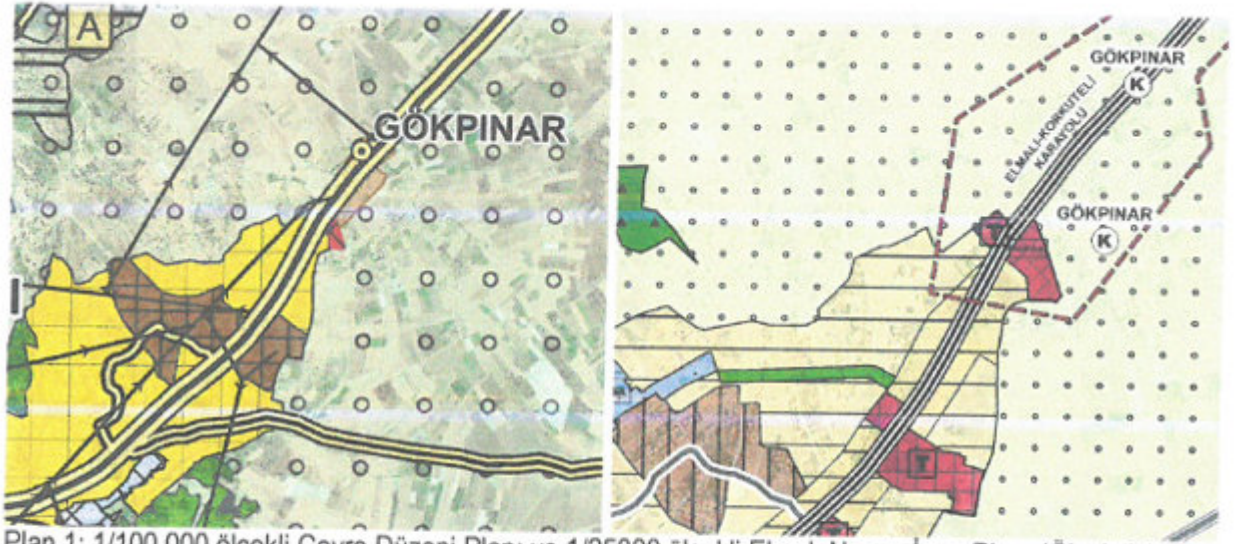 A
GÖKPINAR
GÖKPINAR
K
ELMALI-KORKUTELİ
KARAYOLU
GÖKPINAR
K
T
T
Plan 1: 1/100.000 ölçekli Çevre Düzeni Planı ve 1/25000 ölçekli